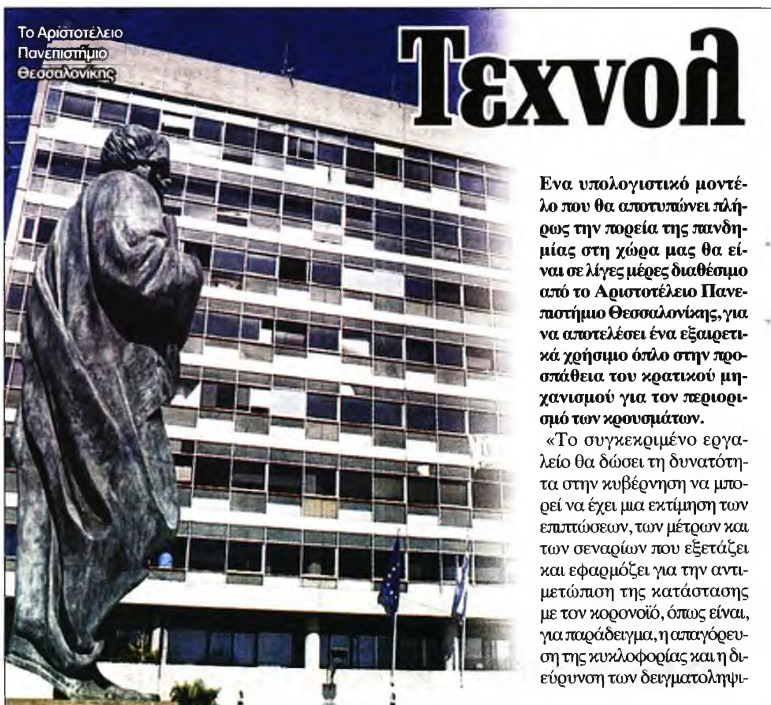 Το Αριστοτέλειο
Πανεπιστήμιο
Θεσσαλονίκης
Τεχνολ
Ενα υπολογιστικό μοντέ-
λο που θα αποτυπώνει πλή-
ρως την πορεία της πανδη-
μίας στη χώρα μας θα εί-
ναι σε λίγες μέρες διαθέσιμο
από το Αριστοτέλειο Πανε-
πιστήμιο Θεσσαλονίκης, για
να αποτελέσει ένα εξαιρετι-
κά χρήσιμο όπλο στην προ-
σπάθεια του κρατικού μη-
χανισμού για τον περιορι-
σμό των κρουσμάτων.
«Το συγκεκριμένο εργα-
λείο θα δώσει τη δυνατότη-
τα στην κυβέρνηση να μπο-
ρεί να έχει μια εκτίμηση των
επιπτώσεων, των μέτρων και
των σεναρίων που εξετάζει
και εφαρμόζει για την αντι-
μετώπιση της κατάστασης
με τον κορονοϊό, όπως είναι,
για παράδειγμα, η απαγόρευ-
ση της κυκλοφορίας και η δι-
εύρυνση των δειγματοληψι-